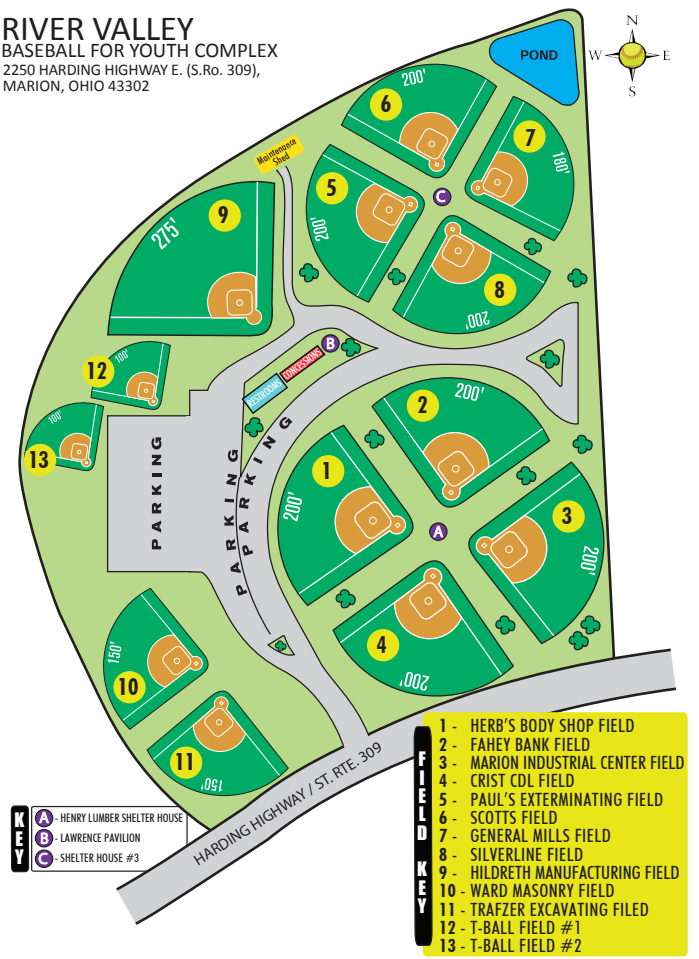 RIVER VALLEY
BASEBALL FOR YOUTH COMPLEX
2250 HARDING HIGHWAY E. (S.Ro. 309),
MARION, OHIO 43302
N
W
E
S
POND
200'
6
7
180'
Maintenance
Shed
5
200'
C
9
275'
8
200'
B
CONCESSIONS
RESTROOMS
12
100'
13
100'
PARKING
PARKING
PARKING
2
200'
1
200'
A
3
200'
4
200'
150'
10
11
150'
HARDING HIGHWAY / ST. RTE. 309
KEY
A - HENRY LUMBER SHELTER HOUSE
B - LAWRENCE PAVILION
C - SHELTER HOUSE #3
FIELD KEY
1 - HERB'S BODY SHOP FIELD
2 - FAHEY BANK FIELD
3 - MARION INDUSTRIAL CENTER FIELD
4 - CRIST CDL FIELD
5 - PAUL'S EXTERMINATING FIELD
6 - SCOTTS FIELD
7 - GENERAL MILLS FIELD
8 - SILVERLINE FIELD
9 - HILDRETH MANUFACTURING FIELD
10 - WARD MASONRY FIELD
11 - TRAFZER EXCAVATING FILED
12 - T-BALL FIELD #1
13 - T-BALL FIELD #2